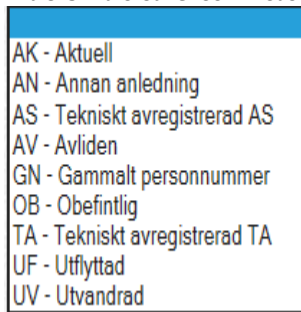 AK - Aktuell
AN - Annan anledning
AS - Tekniskt avregistrerad AS
AV - Avliden
GN - Gammalt personnummer
OB - Obefintlig
TA - Tekniskt avregistrerad TA
UF - Utflyttad
UV - Utvandrad